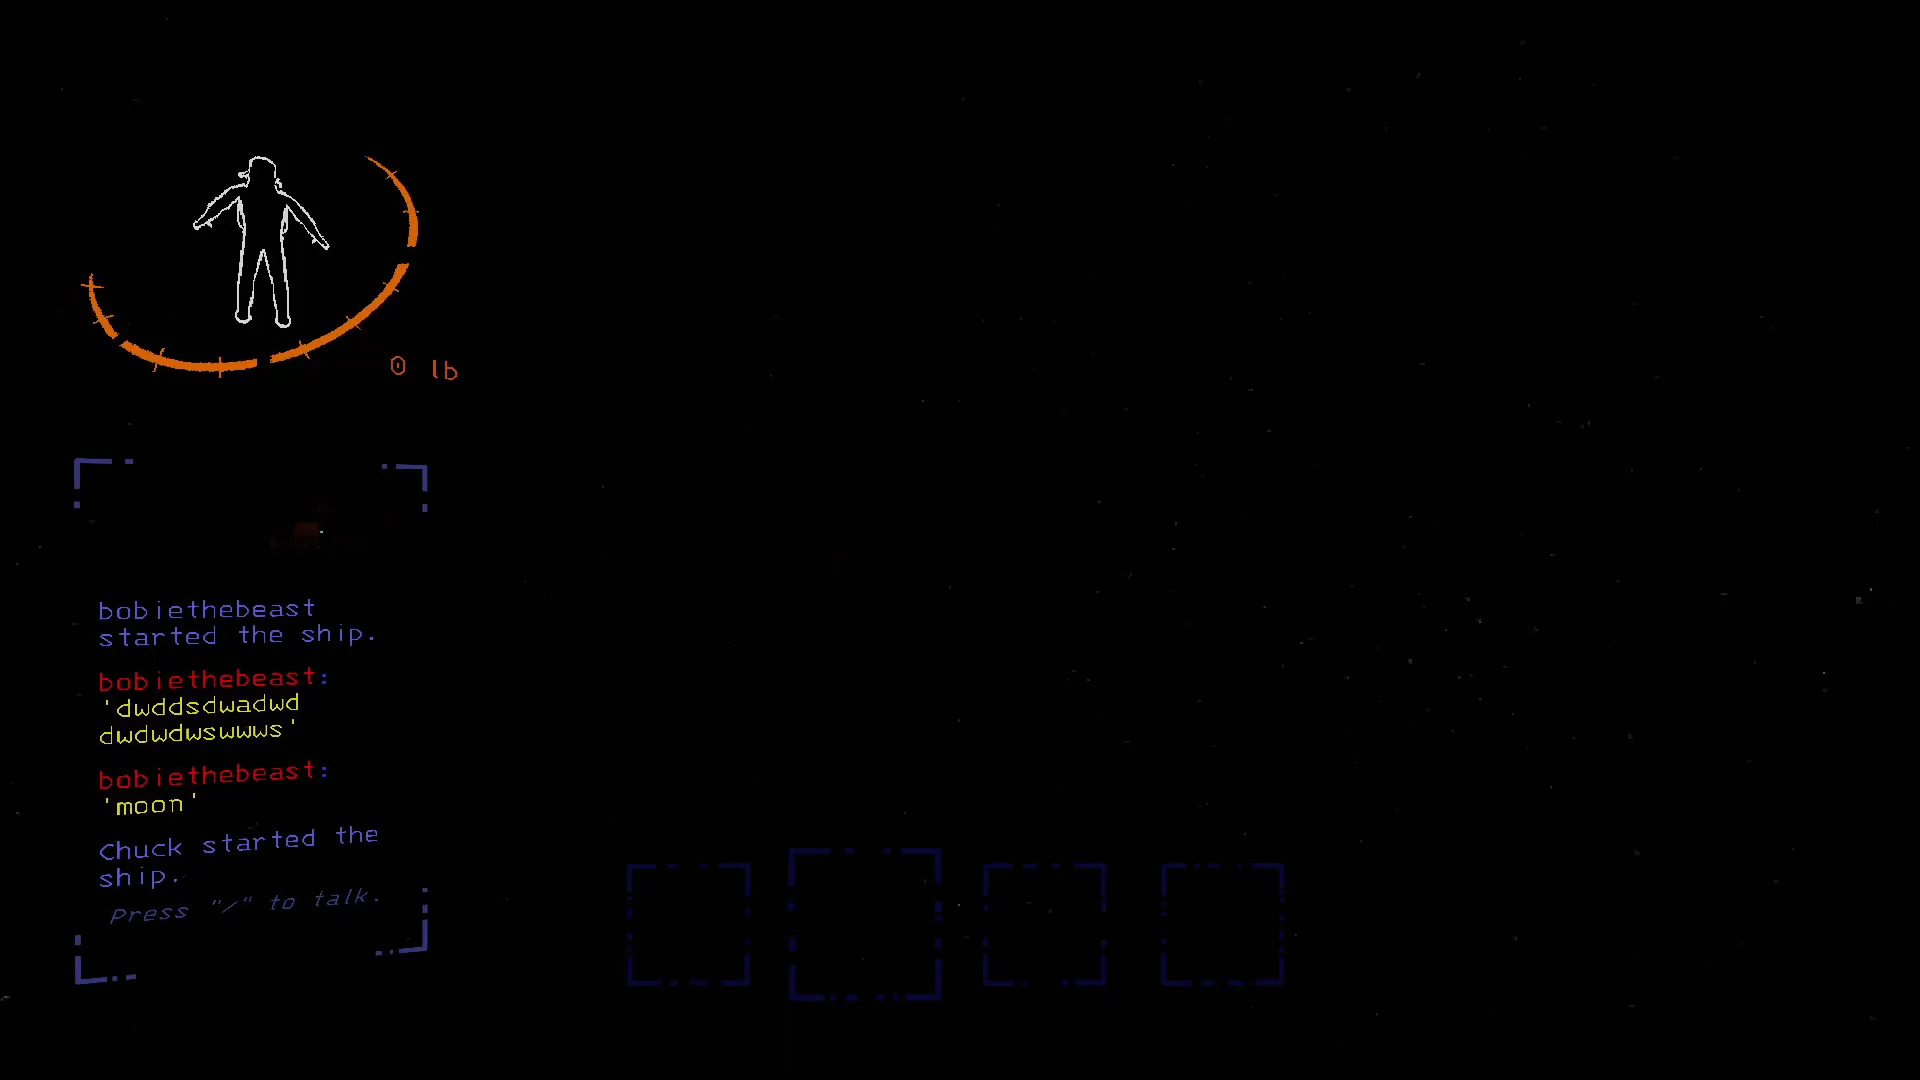 0 lb
bobiethebeast
started the ship.
bobiethebeast:
'dwddsdwadwd
dwdwdwswwws'
bobiethebeast:
'moon'
Chuck started the
ship.
Press "/" to talk.